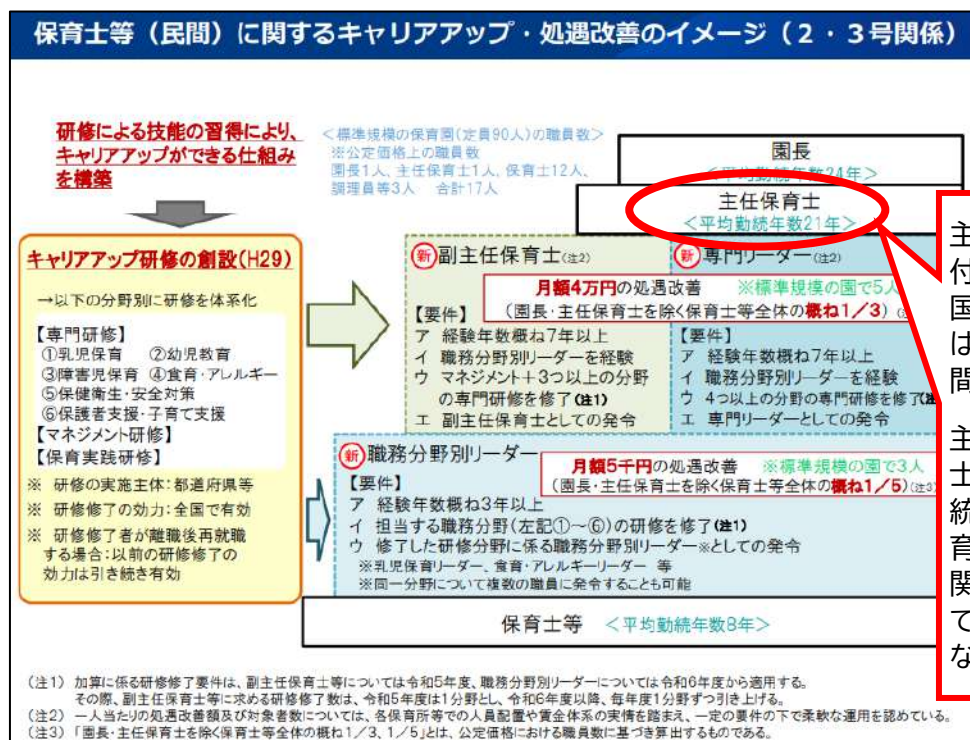 保育士等（民間）に関するキャリアアップ・処遇改善のイメージ（２・３号関係）
研修による技能の習得により、
キャリアアップができる仕組み
を構築
＜標準規模の保育園(定員90人)の職員数＞
※公定価格上の職員数
園長1人、主任保育士1人、保育士12人、
調理員等3人　合計17人
園長
＜平均勤続年数24年＞
主任保育士
＜平均勤続年数21年＞
キャリアアップ研修の創設(H29)
→以下の分野別に研修を体系化
【専門研修】
①乳児保育　②幼児教育
③障害児保育　④食育・アレルギー
⑤保健衛生・安全対策
⑥保護者支援・子育て支援
【マネジメント研修】
【保育実践研修】
※　研修の実施主体：都道府県等
※　研修修了の効力：全国で有効
※　研修修了者が離職後再就職
する場合：以前の研修修了の
効力は引き続き有効
新 副主任保育士(注2)
新 専門リーダー(注2)
月額4万円の処遇改善　※標準規模の園で5人
(園長・主任保育士を除く保育士等全体の概ね1／3)
【要件】
ア　経験年数概ね7年以上
イ　職務分野別リーダーを経験
ウ　マネジメント＋3つ以上の分野
の専門研修を修了(注1)
エ　副主任保育士としての発令
【要件】
ア　経験年数概ね7年以上
イ　職務分野別リーダーを経験
ウ　4つ以上の分野の専門研修を修了(注
エ　専門リーダーとしての発令
新 職務分野別リーダー
月額5千円の処遇改善　※標準規模の園で3人
(園長・主任保育士を除く保育士等全体の概ね1／5)(注3)
【要件】
ア　経験年数概ね3年以上
イ　担当する職務分野(左記①～⑥)の研修を修了(注1)
ウ　修了した研修分野に係る職務分野別リーダー※としての発令
※乳児保育リーダー、食育・アレルギーリーダー　等
※同一分野について複数の職員に発令することも可能
保育士等　＜平均勤続年数8年＞
主
付
国
は
間
主
士
統
育
関
て
な
(注1)　加算に係る研修修了要件は、副主任保育士等については令和5年度、職務分野別リーダーについては令和6年度から適用する。
その際、副主任保育士等に求める研修修了数は、令和5年度は1分野とし、令和6年度以降、毎年度1分野ずつ引き上げる。
(注2)　一人当たりの処遇改善額及び対象者数については、各保育所等での人員配置や賃金体系の実情を踏まえ、一定の要件の下で柔軟な運用を認めている。
(注3)　「園長・主任保育士を除く保育士等全体の概ね1／3、1／5」とは、公定価格における職員数に基づき算出するものである。